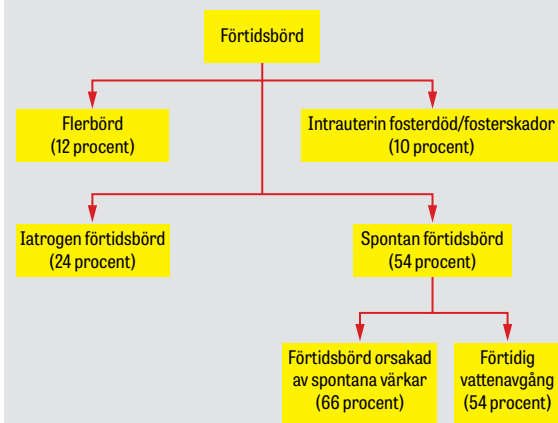 Förtidsbörd
Flerbörd
(12 procent)
Intrauterin fosterdöd/fosterskador
(10 procent)
Iatrogen förtidsbörd
(24 procent)
Spontan förtidsbörd
(54 procent)
Förtidsbörd orsakad
av spontana värkar
(66 procent)
Förtidig
vattenavgång
(54 procent)